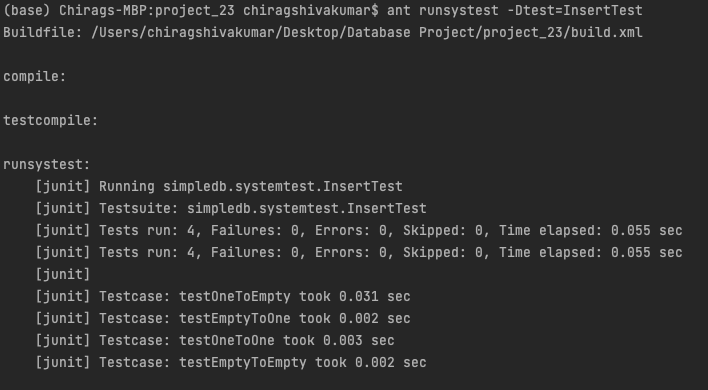 (base) Chirags-MBP:project_23 chiragshivakumar$ ant runsystest -Dtest=InsertTest
Buildfile: /Users/chiragshivakumar/Desktop/Database Project/project_23/build.xml
compile:
testcompile:
runsystest:
[junit] Running simpledb.systemtest.InsertTest
[junit] Testsuite: simpledb.systemtest.InsertTest
[junit] Tests run: 4, Failures: 0, Errors: 0, Skipped: 0, Time elapsed: 0.055 sec
[junit] Tests run: 4, Failures: 0, Errors: 0, Skipped: 0, Time elapsed: 0.055 sec
[junit]
[junit] Testcase: testOneToEmpty took 0.031 sec
[junit] Testcase: testEmptyToOne took 0.002 sec
[junit] Testcase: testOneToOne took 0.003 sec
[junit] Testcase: testEmptyToEmpty took 0.002 sec